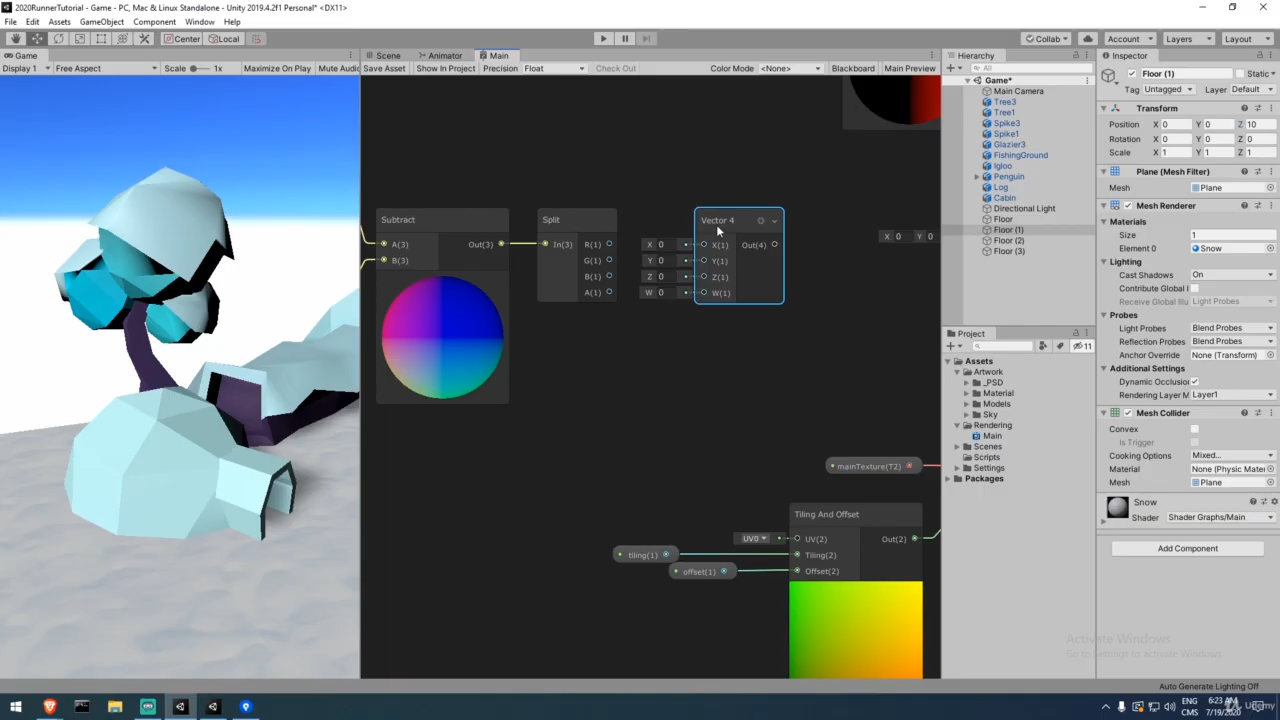 2020RunnerTutorial - Game - PC, Mac & Linux Standalone - Unity 2019.4.2f1 Personal* <DX11>
File Edit Assets GameObject Component Window Help
Center Local
Collab Account Layers Layout
Game
Scene Animator Main
Display 1 Free Aspect Scale 1x Maximize On Play Mute Audi
Save Asset Show In Project Precision Float Check Out Color Mode <None> Blackboard Main Preview
Subtract
A(3) Out(3)
B(3)
Split
In(3) R(1)
G(1)
B(1)
A(1)
X 0
Y 0
Z 0
W 0
Vector 4
X(1) Out(4)
Y(1)
Z(1)
W(1)
X 0 Y 0
mainTexture(T2)
Tiling And Offset
UV0 UV(2) Out(2)
tiling(1) Tiling(2)
offset(1) Offset(2)
Hierarchy
All
Game*
Main Camera
Tree3
Tree1
Spike3
Spike1
Glazier3
FishingGround
Igloo
Penguin
Log
Cabin
Directional Light
Floor
Floor (1)
Floor (2)
Floor (3)
Project
11
Assets
Artwork
_PSD
Material
Models
Sky
Rendering
Main
Scenes
Scripts
Settings
Packages
Inspector
Floor (1) Static
Tag Untagged Layer Default
Transform
Position X 0 Y 0 Z 10
Rotation X 0 Y 0 Z 0
Scale X 1 Y 1 Z 1
Plane (Mesh Filter)
Mesh Plane
Mesh Renderer
Materials
Size 1
Element 0 Snow
Lighting
Cast Shadows On
Contribute Global I
Receive Global Illu Light Probes
Probes
Light Probes Blend Probes
Reflection Probes Blend Probes
Anchor Override None (Transform)
Additional Settings
Dynamic Occlusi
Rendering Layer M Layer1
Mesh Collider
Convex
Is Trigger
Cooking Options Mixed...
Material None (Physic Mater
Mesh Plane
Snow
Shader Shader Graphs/Main
Add Component
Activate Windows
Go to Settings to activate Windows.
Auto Generate Lighting Off
ENG 6:23 AM
CMS 7/19/2020
Udemy